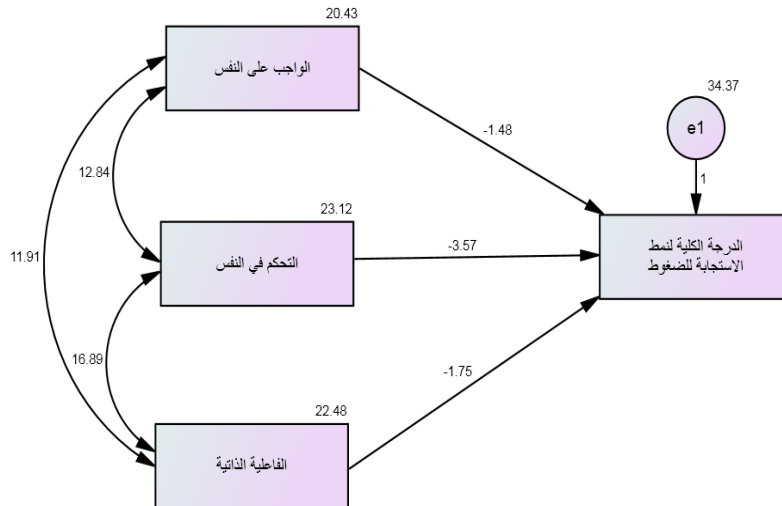 20.43
الواجب على النفس
34.37
e1
-1.48
12.84
1
23.12
التحكم في النفس
-3.57
الدرجة الكلية لنمط
الاستجابة للضغوط
11.91
16.89
-1.75
22.48
الفاعلية الذاتية